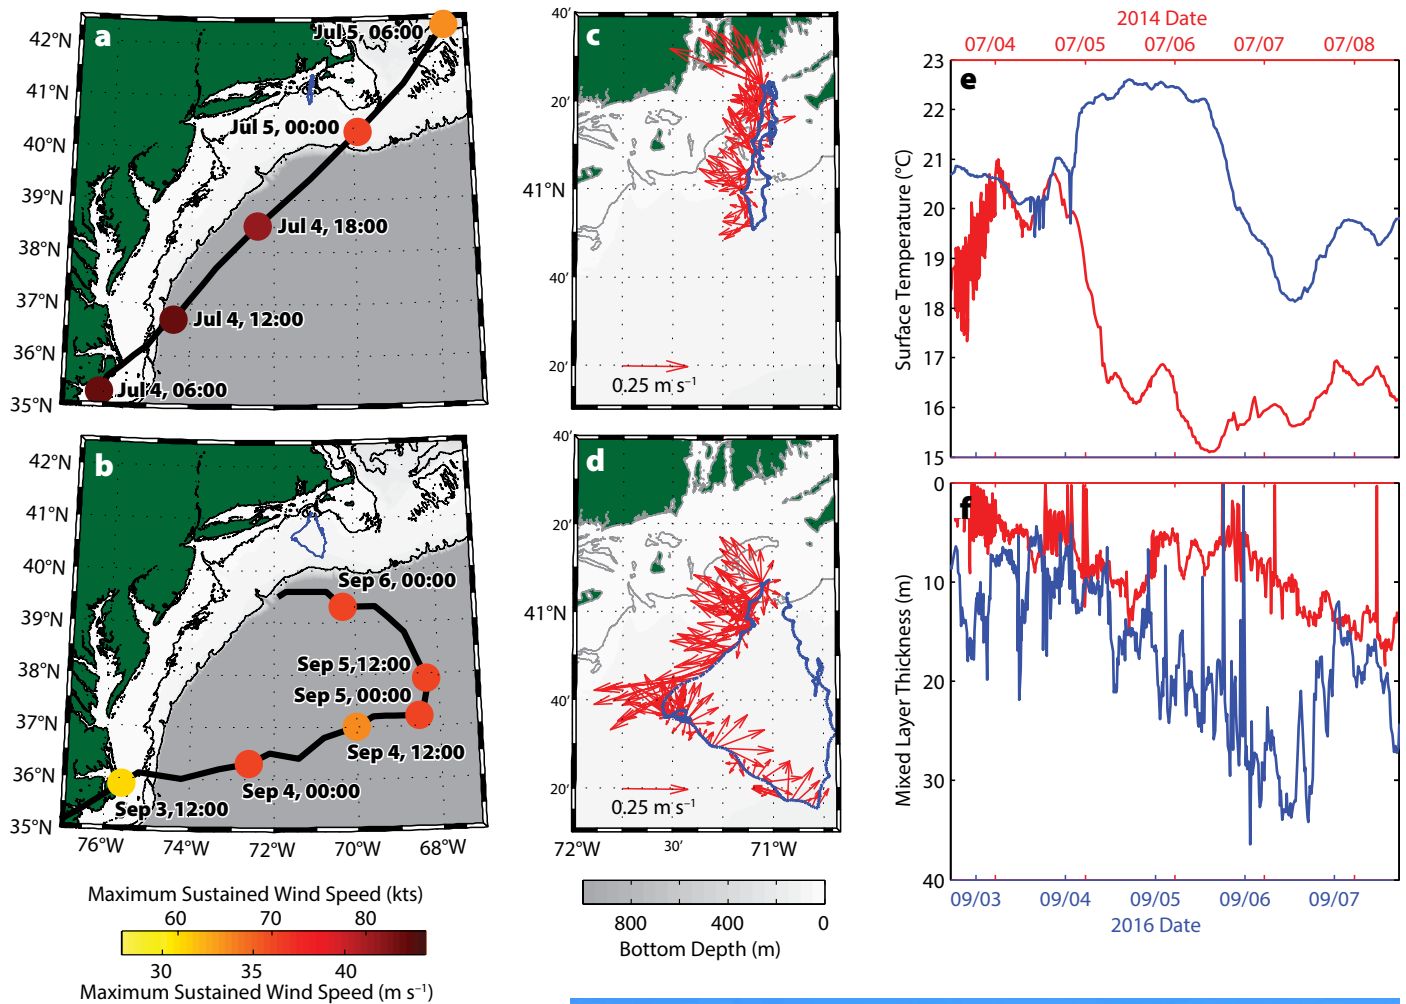 a
42°N
41°N
40°N
39°N
38°N
37°N
36°N
35°N
Jul 5, 06:00
Jul 5, 00:00
Jul 4, 18:00
Jul 4, 12:00
Jul 4, 06:00
b
42°N
41°N
40°N
39°N
38°N
37°N
36°N
35°N
Sep 6, 00:00
Sep 5,12:00
Sep 5, 00:00
Sep 4, 12:00
Sep 4, 00:00
Sep 3,12:00
76°W 74°W 72°W 70°W 68°W
Maximum Sustained Wind Speed (kts)
60 70 80
30 35 40
Maximum Sustained Wind Speed (m s⁻¹)
c
40′
20′
41°N
40′
20′
0.25 m s⁻¹
d
40′
20′
41°N
40′
20′
0.25 m s⁻¹
72°W 30′ 71°W
800 400 0
Bottom Depth (m)
2014 Date
07/04 07/05 07/06 07/07 07/08
e
23
22
21
20
19
18
17
16
15
Surface Temperature (°C)
f
0
10
20
30
40
Mixed Layer Thickness (m)
09/03 09/04 09/05 09/06 09/07
2016 Date